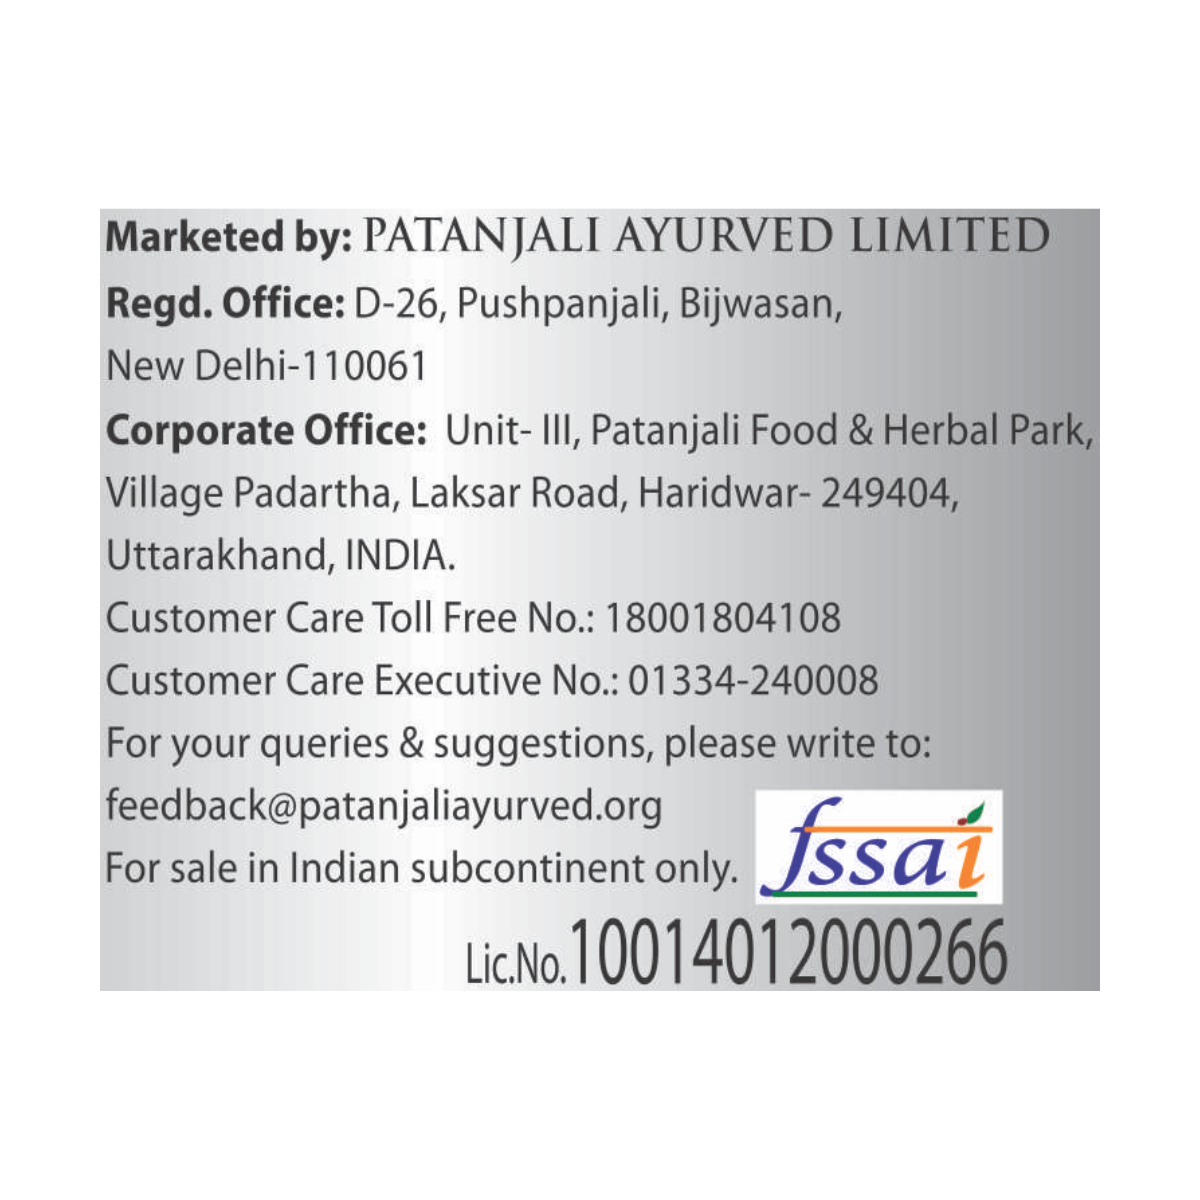 Marketed by: PATANJALI AYURVED LIMITED
Regd. Office: D-26, Pushpanjali, Bijwasan,
New Delhi-110061
Corporate Office: Unit- III, Patanjali Food & Herbal Park,
Village Padartha, Laksar Road, Haridwar- 249404,
Uttarakhand, INDIA.
Customer Care Toll Free No.: 18001804108
Customer Care Executive No.: 01334-240008
For your queries & suggestions, please write to:
feedback@patanjaliayurved.org
For sale in Indian subcontinent only. fssai
Lic.No.10014012000266